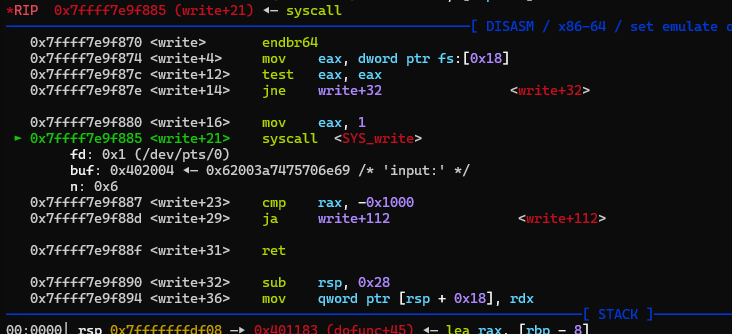 *RIP  0x7ffff7e9f885 (write+21) ◂— syscall
[ DISASM / x86-64 / set emulate
0x7ffff7e9f870 <write>       endbr64
0x7ffff7e9f874 <write+4>     mov    eax, dword ptr fs:[0x18]
0x7ffff7e9f87c <write+12>    test   eax, eax
0x7ffff7e9f87e <write+14>    jne    write+32                <write+32>
0x7ffff7e9f880 <write+16>    mov    eax, 1
► 0x7ffff7e9f885 <write+21>    syscall  <SYS_write>
fd: 0x1 (/dev/pts/0)
buf: 0x402004 ◂— 0x62003a7475706e69 /* 'input:' */
n: 0x6
0x7ffff7e9f887 <write+23>    cmp    rax, -0x1000
0x7ffff7e9f88d <write+29>    ja     write+112                <write+112>
0x7ffff7e9f88f <write+31>    ret
0x7ffff7e9f890 <write+32>    sub    rsp, 0x28
0x7ffff7e9f894 <write+36>    mov    qword ptr [rsp + 0x18], rdx
[ STACK ]
00:0000│ rsp 0x7fffffffdf08 —▸ 0x401183 (dofunc+45) ◂— lea rax, [rbp - 8]